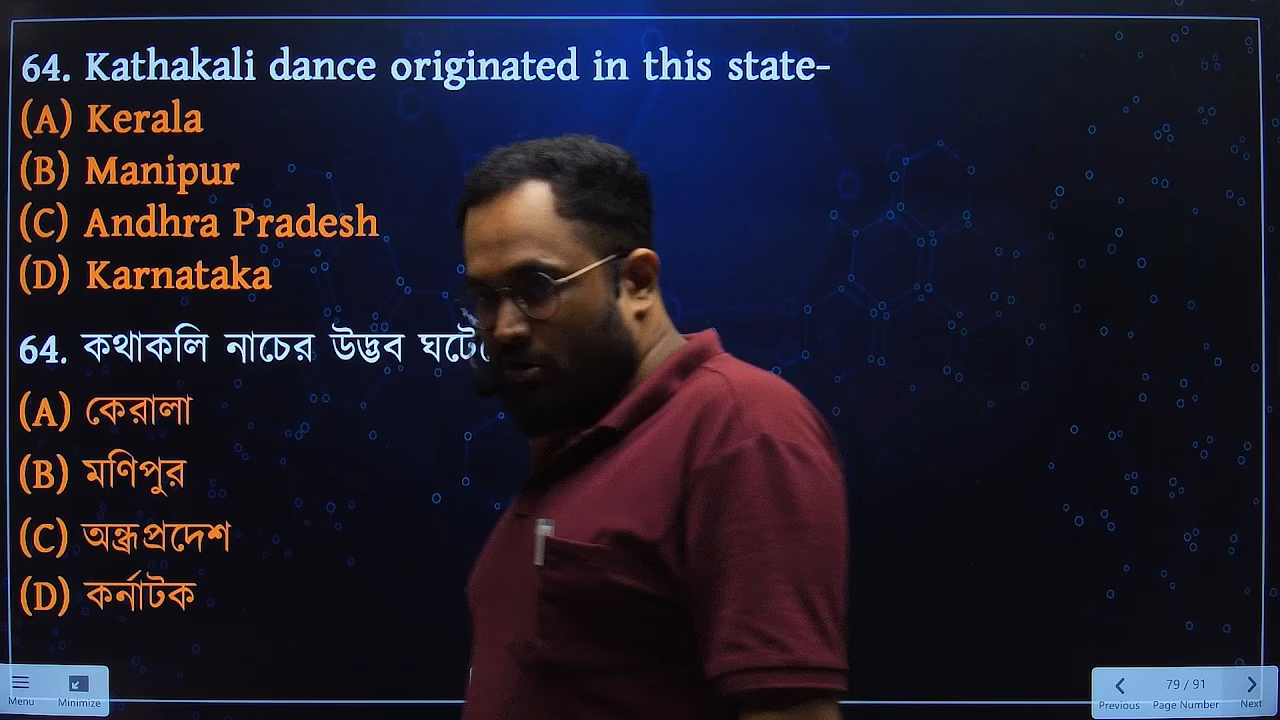 64. Kathakali dance originated in this state-
(A) Kerala
(B) Manipur
(C) Andhra Pradesh
(D) Karnataka
64. কথাকলি নাচের উদ্ভব
(A) কেরালা
(B) মণিপুর
(C) অন্ধ্রপ্রদেশ
(D) কর্নাটক
Menu Minimize
79 / 91
Previous Page Number Next